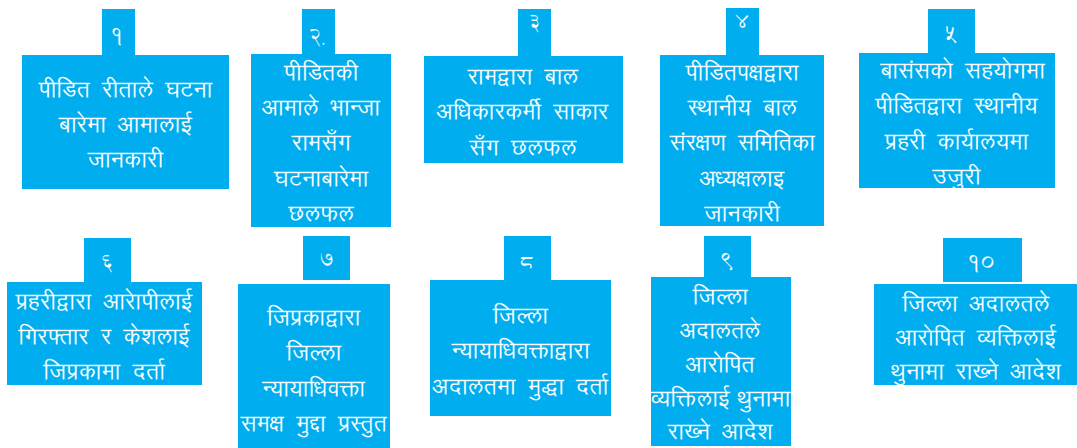 १
पीडित रीताले घटना
बारेमा आमालाई
जानकारी
२.
पीडितकी
आमाले भान्जा
रामसँग
घटनाबारेमा
छलफल
३
रामद्वारा बाल
अधिकारकर्मी साकार
सँग छलफल
४
पीडितपक्षद्वारा
स्थानीय बाल
संरक्षण समितिका
अध्यक्षलाइ
जानकारी
५
बासंसको सहयोगमा
पीडितद्वारा स्थानीय
प्रहरी कार्यालयमा
उजुरी
६
प्रहरीद्वारा आरोपीलाई
गिरफ्तार र केशलाई
जिप्रकामा दर्ता
७
जिप्रकाद्वारा
जिल्ला
न्यायाधिवक्ता
समक्ष मुद्दा प्रस्तुत
८
जिल्ला
न्यायाधिवक्ताद्वारा
अदालतमा मुद्धा दर्ता
९
जिल्ला
अदालतले
आरोपित
व्यक्तिलाई थुनामा
राख्ने आदेश
१०
जिल्ला अदालतले
आरोपित व्यक्तिलाई
थुनामा राख्ने आदेश